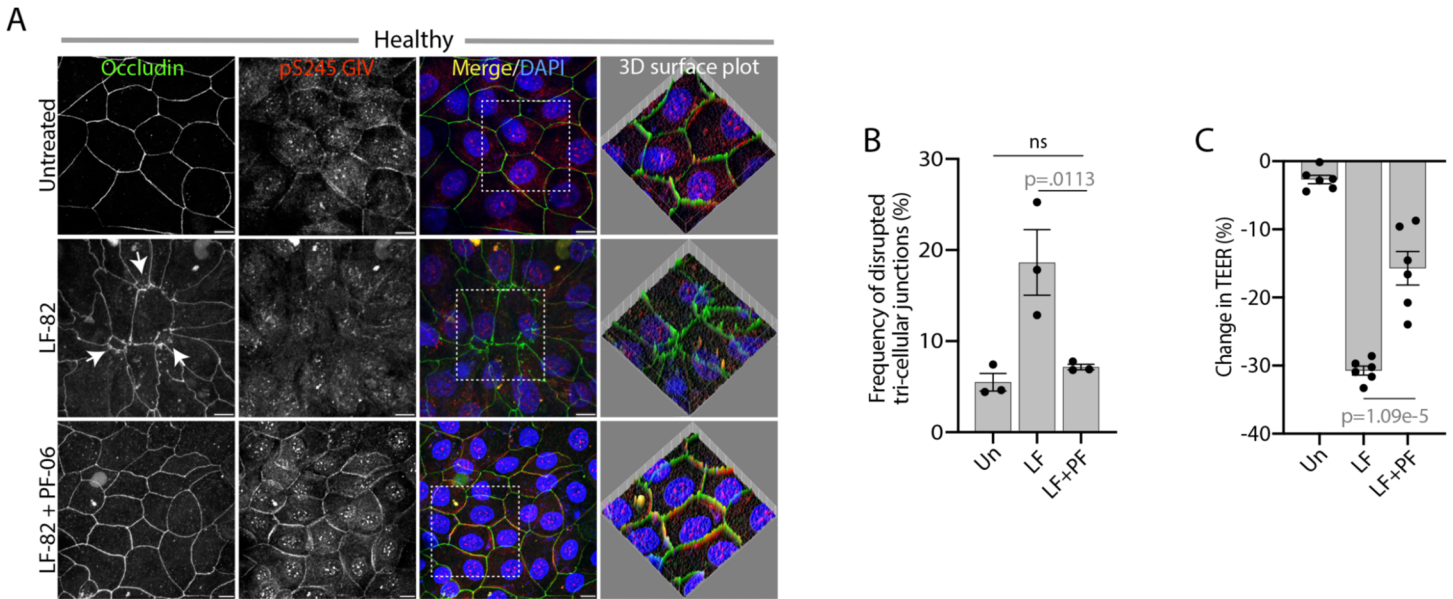 A
Healthy
Occludin
pS245 GIV
Merge/DAPI
3D surface plot
Untreated
LF-82
LF-82 + PF-06
B
Frequency of disrupted
tri-cellular junctions (%)
30
20
10
0
ns
p=.0113
Un
LF
LF+PF
C
Change in TEER (%)
0
-10
-20
-30
-40
p=1.09e-5
Un
LF
LF+PF